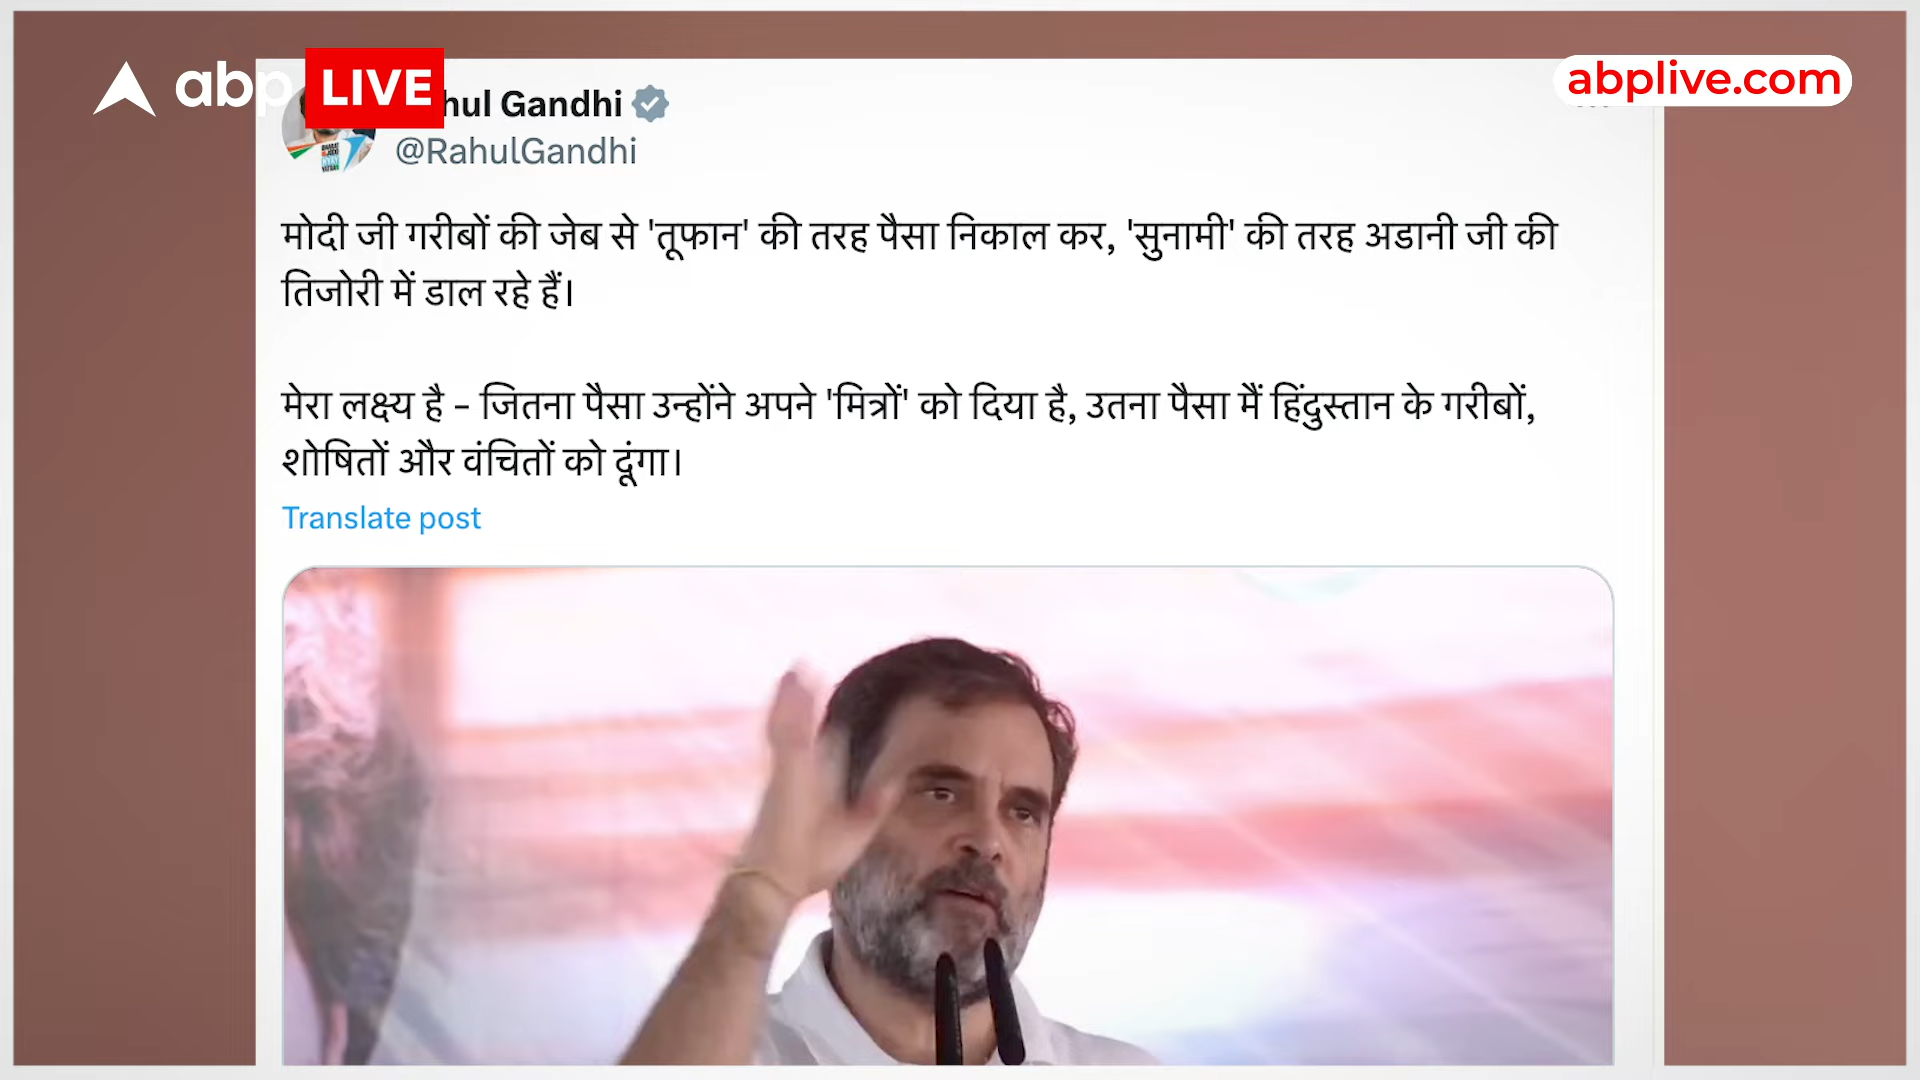 abp LIVE
abplive.com
hul Gandhi
@RahulGandhi
मोदी जी गरीबों की जेब से 'तूफान' की तरह पैसा निकाल कर, 'सुनामी' की तरह अडानी जी की
तिजोरी में डाल रहे हैं।
मेरा लक्ष्य है - जितना पैसा उन्होंने अपने 'मित्रों' को दिया है, उतना पैसा मैं हिंदुस्तान के गरीबों,
शोषितों और वंचितों को दूंगा।
Translate post